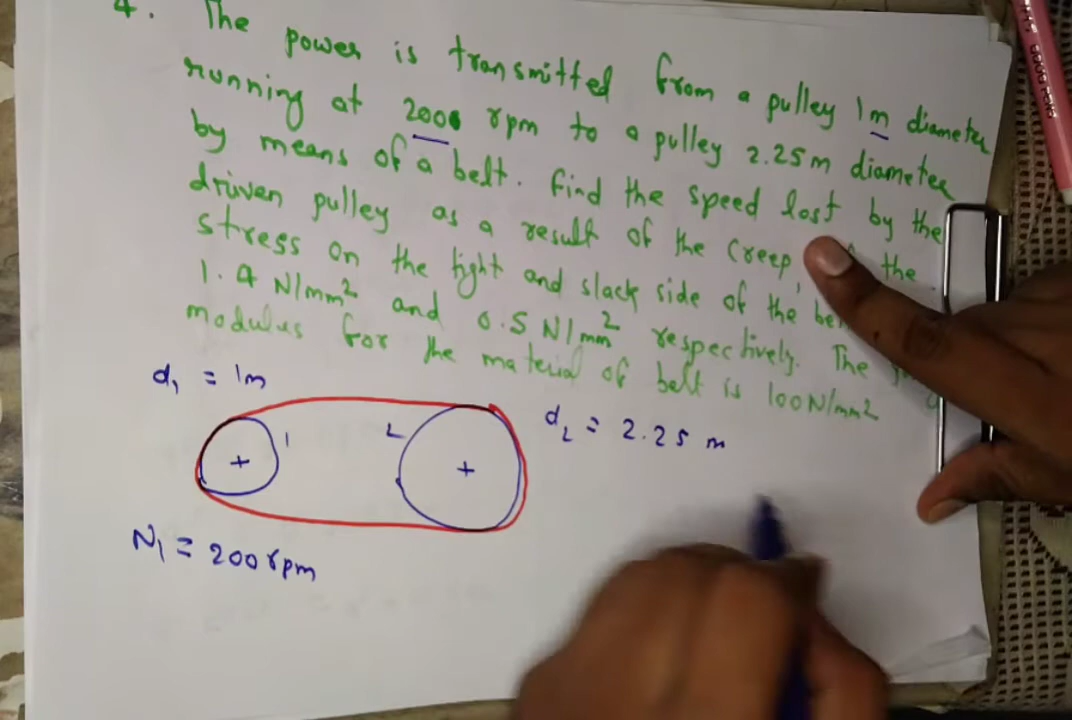 4. The power is transmitted from a pulley 1m diameter
running at 200 rpm to a pulley 2.25m diameter
by means of a belt. find the speed lost by the
driven pulley as a result of the creep, the
stress on the tight and slack side of the
1.4 N/mm² and 0.5 N/mm² respectively. The
modulus for the material of belt is 100N/mm²
d₁ = 1m
d₂ = 2.25 m
1
2
+
+
N₁ = 200rpm